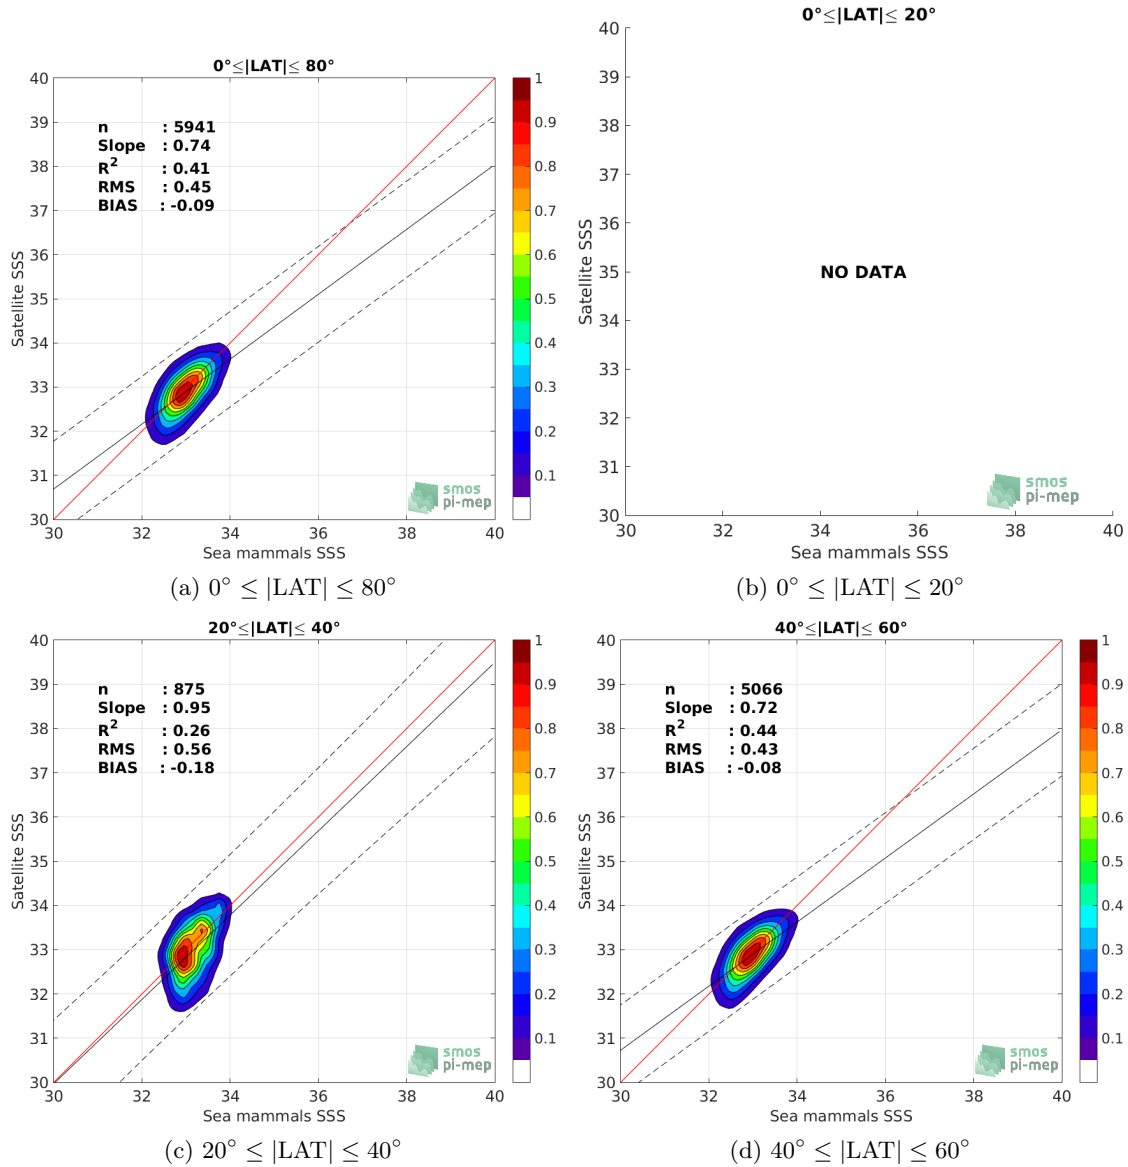 0°≤|LAT|≤ 80°
40
39
38
37
36
35
34
33
32
31
30
30
32
34
36
38
40
Satellite SSS
Sea mammals SSS
n : 5941
Slope : 0.74
R² : 0.41
RMS : 0.45
BIAS : -0.09
1
0.9
0.8
0.7
0.6
0.5
0.4
0.3
0.2
0.1
smos
pi-mep
(a) 0° ≤ |LAT| ≤ 80°
0°≤|LAT|≤ 20°
40
39
38
37
36
35
34
33
32
31
30
30
32
34
36
38
40
Satellite SSS
Sea mammals SSS
NO DATA
smos
pi-mep
(b) 0° ≤ |LAT| ≤ 20°
20°≤|LAT|≤ 40°
40
39
38
37
36
35
34
33
32
31
30
30
32
34
36
38
40
Satellite SSS
Sea mammals SSS
n : 875
Slope : 0.95
R² : 0.26
RMS : 0.56
BIAS : -0.18
1
0.9
0.8
0.7
0.6
0.5
0.4
0.3
0.2
0.1
smos
pi-mep
(c) 20° ≤ |LAT| ≤ 40°
40°≤|LAT|≤ 60°
40
39
38
37
36
35
34
33
32
31
30
30
32
34
36
38
40
Satellite SSS
Sea mammals SSS
n : 5066
Slope : 0.72
R² : 0.44
RMS : 0.43
BIAS : -0.08
1
0.9
0.8
0.7
0.6
0.5
0.4
0.3
0.2
0.1
smos
pi-mep
(d) 40° ≤ |LAT| ≤ 60°